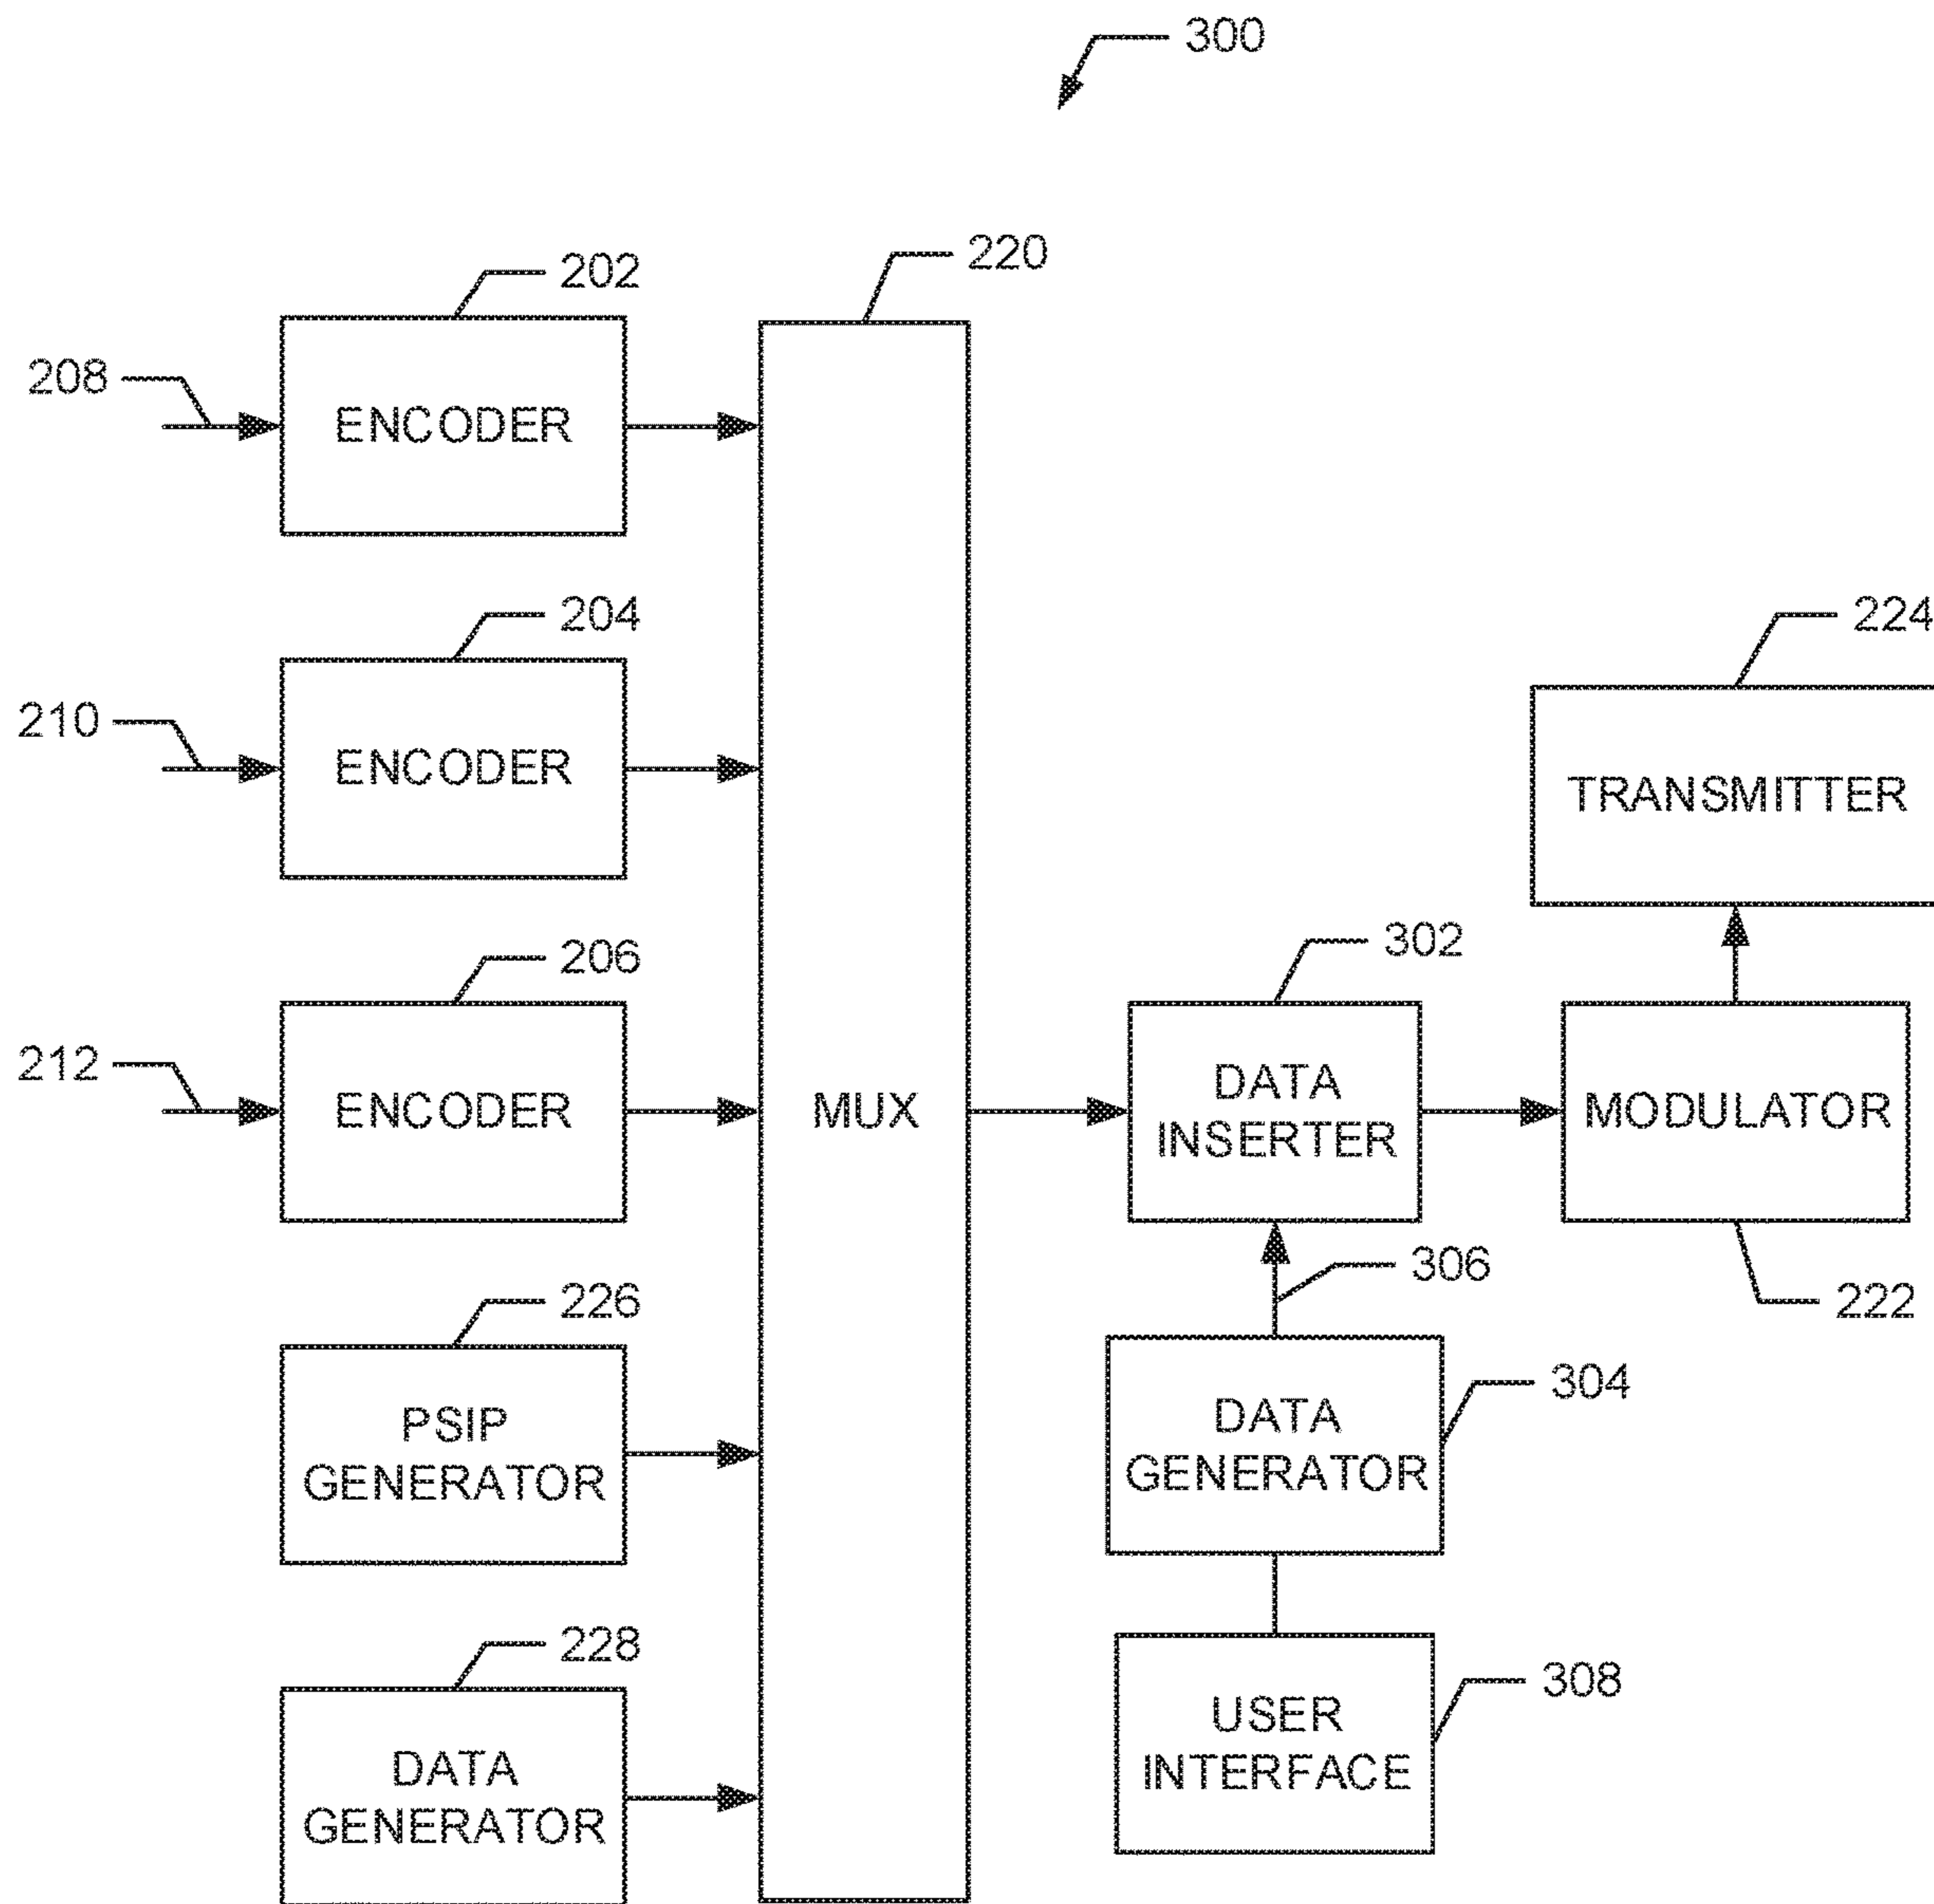 300
202
220
208
ENCODER
204
224
210
ENCODER
TRANSMITTER
206
302
212
ENCODER
MUX
DATA
INSERTER
MODULATOR
226
306
222
PSIP
GENERATOR
DATA
GENERATOR
304
228
DATA
GENERATOR
USER
INTERFACE
308